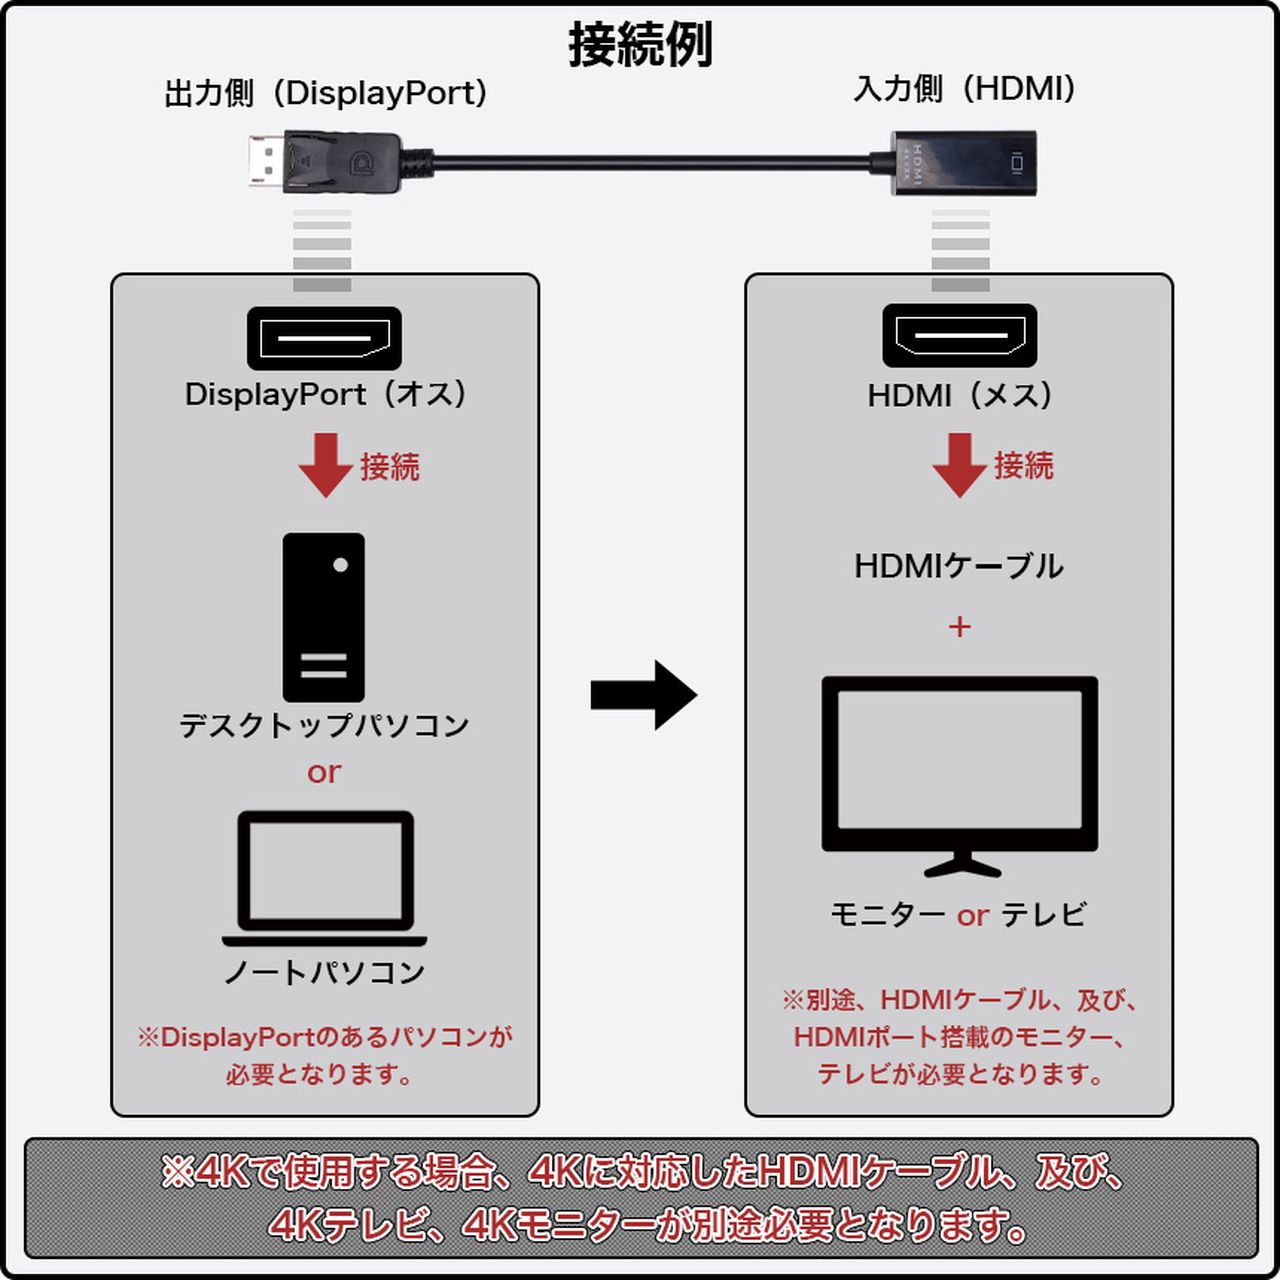 接続例
出力側（DisplayPort）
入力側（HDMI）
HDMI
4K×2K
DisplayPort（オス）
接続
デスクトップパソコン
or
ノートパソコン
※DisplayPortのあるパソコンが
必要となります。
HDMI（メス）
接続
HDMIケーブル
+
モニター or テレビ
※別途、HDMIケーブル、及び、
HDMIポート搭載のモニター、
テレビが必要となります。
※4Kで使用する場合、4Kに対応したHDMIケーブル、及び、
4Kテレビ、4Kモニターが別途必要となります。